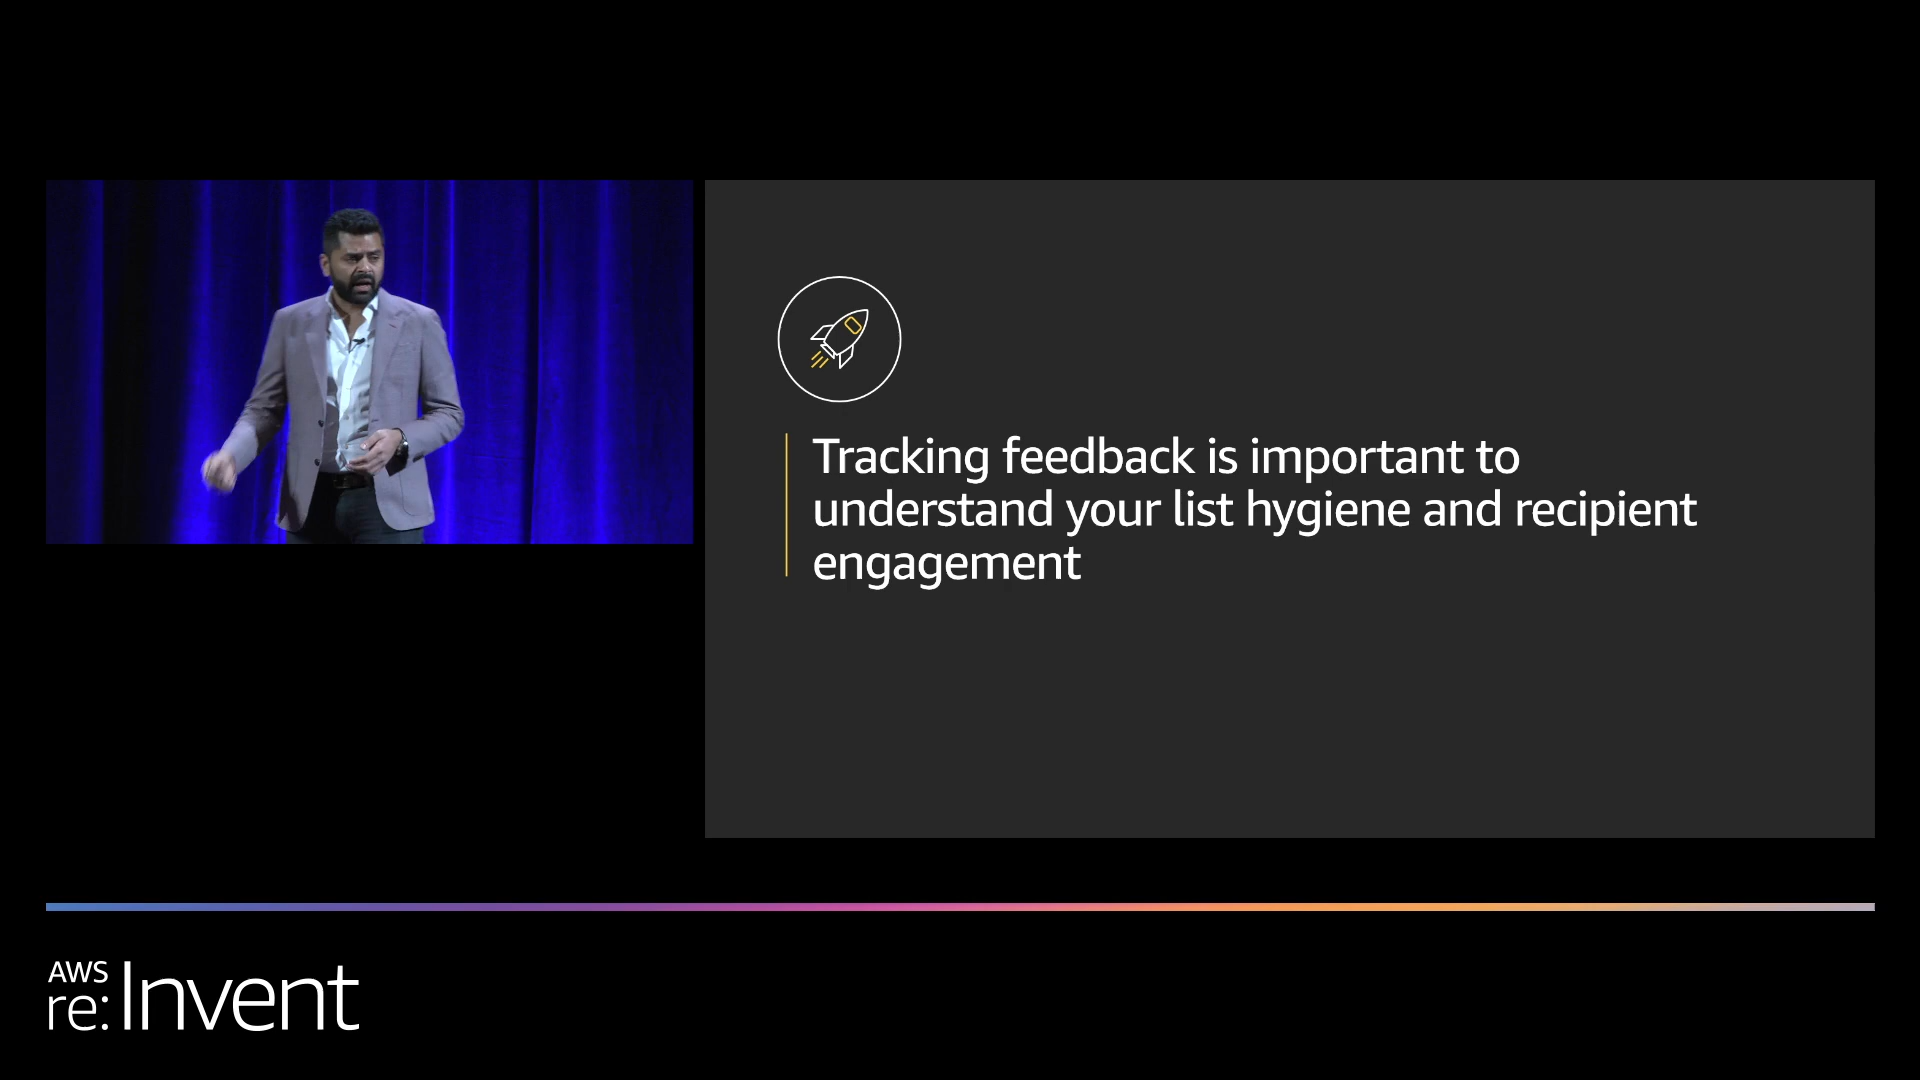 Tracking feedback is important to
understand your list hygiene and recipient
engagement
AWS
re:Invent